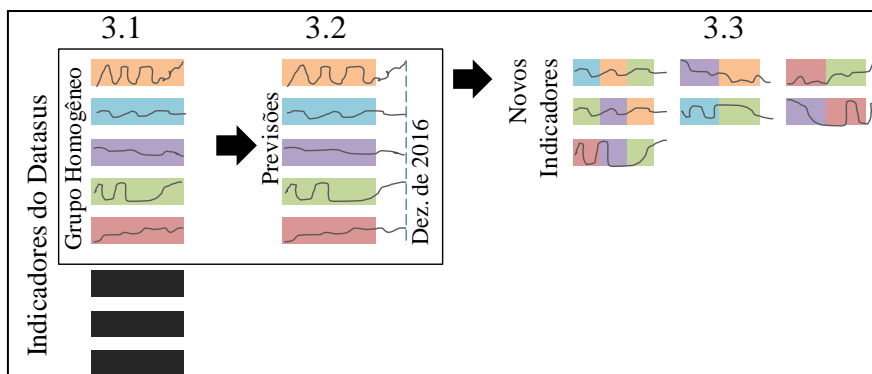 3.1
3.2
3.3
Indicadores do Datasus
Grupo Homogêneo
Previsões
Dez. de 2016
Novos
Indicadores